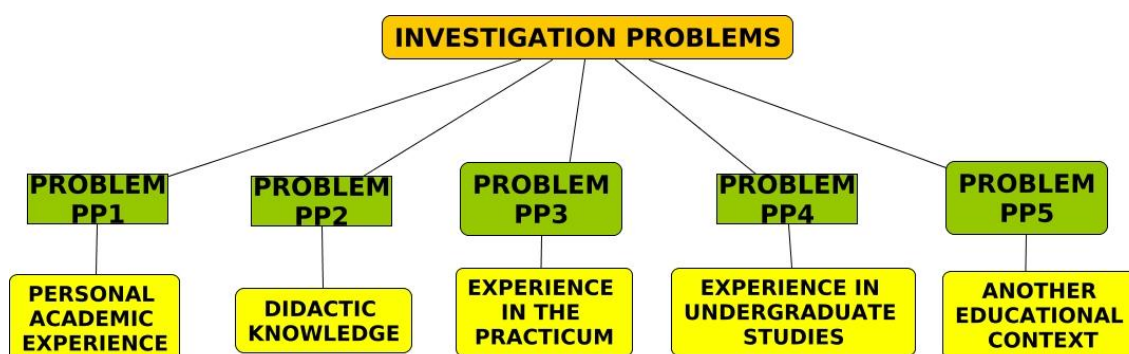 INVESTIGATION PROBLEMS
PROBLEM
PP1
PROBLEM
PP2
PROBLEM
PP3
PROBLEM
PP4
PROBLEM
PP5
PERSONAL
ACADEMIC
EXPERIENCE
DIDACTIC
KNOWLEDGE
EXPERIENCE
IN THE
PRACTICUM
EXPERIENCE IN
UNDERGRADUATE
STUDIES
ANOTHER
EDUCATIONAL
CONTEXT